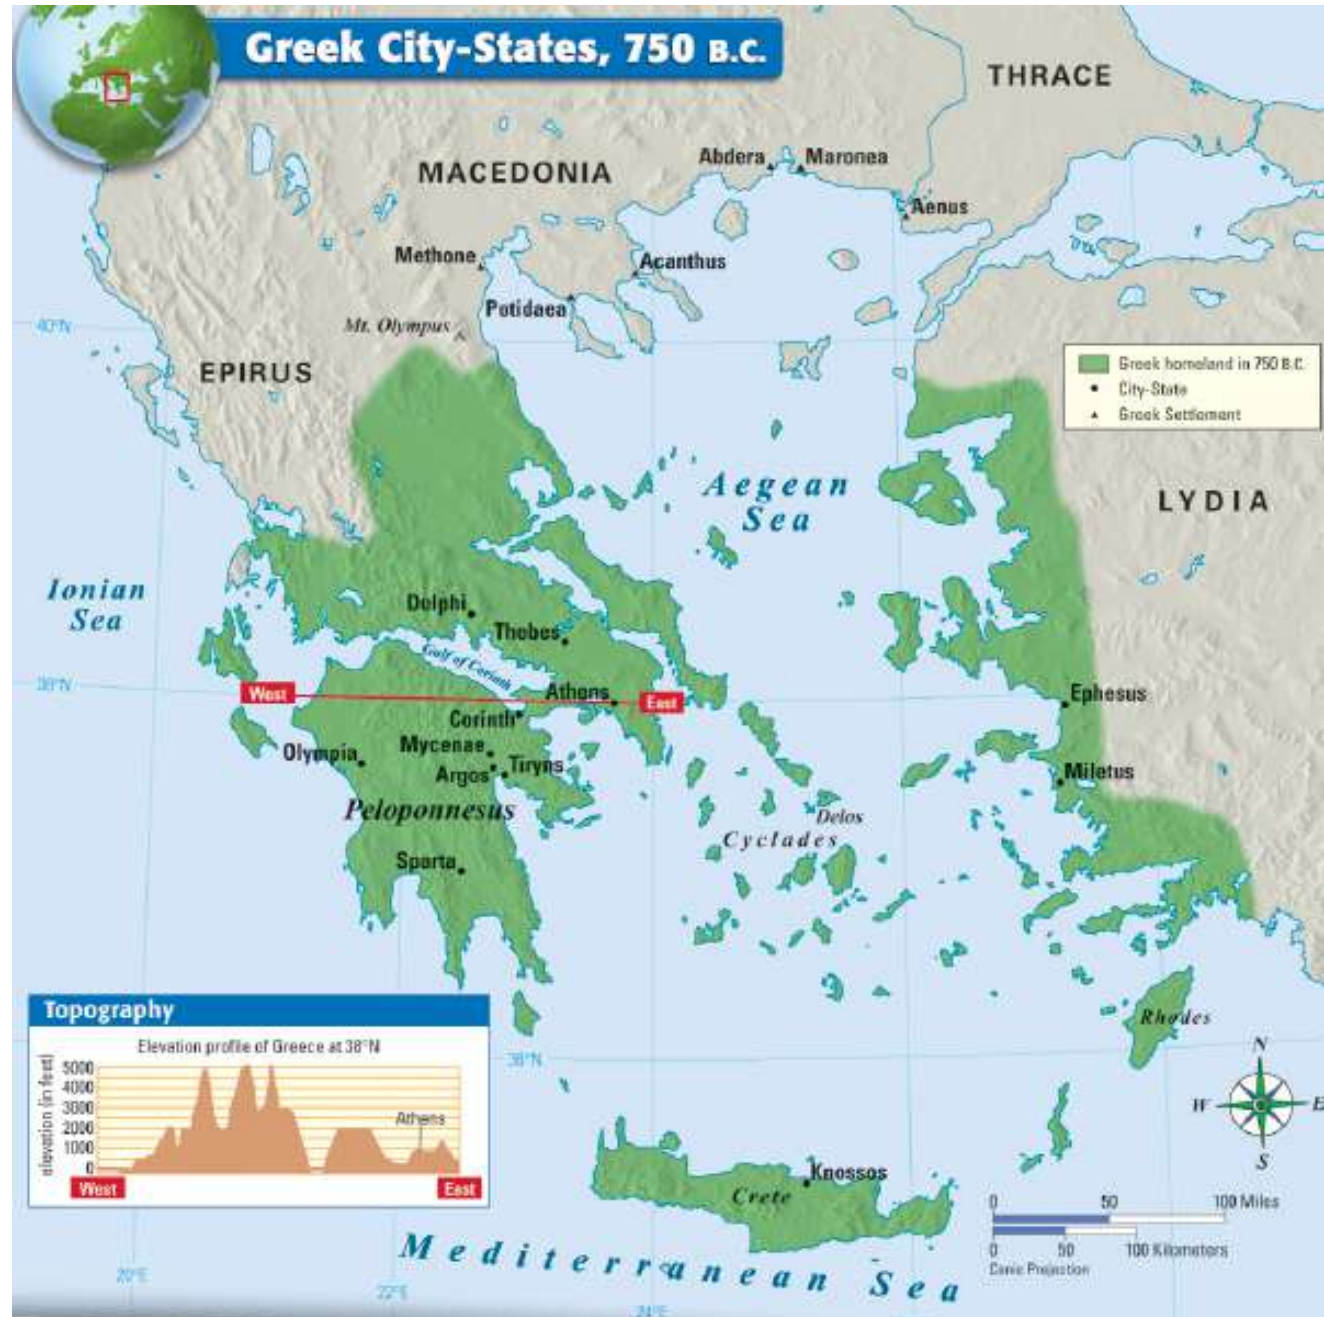 Greek City-States, 750 B.C.
THRACE
MACEDONIA
Abdera
Maronea
Aenus
Methone
Acanthus
Potidaea
40°N
Mt. Olympus
EPIRUS
Greek homeland in 750 B.C.
City-State
Greek Settlement
Aegean
Sea
LYDIA
Ionian
Sea
Delphi
Thebes
Gulf of Corinth
38°N
West
Athens
East
Corinth
Ephesus
Mycenae
Olympia
Tiryns
Argos
Miletus
Peloponnesus
Delos
Cyclades
Sparta
Topography
Elevation profile of Greece at 38°N
elevation (in feet)
5000
4000
3000
2000
1000
0
Athens
West
East
38°N
Rhodes
N
W
E
S
Knossos
Crete
0 50 100 Miles
0 50 100 Kilometers
Conic Projection
Mediterranean Sea
20°E
22°E
24°E